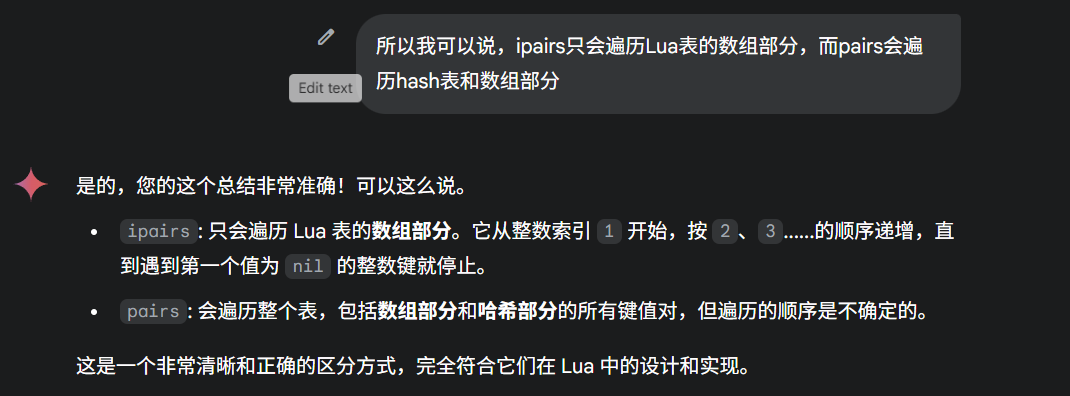 所以我可以说，ipairs只会遍历Lua表的数组部分，而pairs会遍
历hash表和数组部分
Edit text
是的，您的这个总结非常准确！可以这么说。
• ipairs: 只会遍历 Lua 表的数组部分。它从整数索引 1 开始，按 2、3……的顺序递增，直
到遇到第一个值为 nil 的整数键就停止。
• pairs: 会遍历整个表，包括数组部分和哈希部分的所有键值对，但遍历的顺序是不确定的。
这是一个非常清晰和正确的区分方式，完全符合它们在 Lua 中的设计和实现。